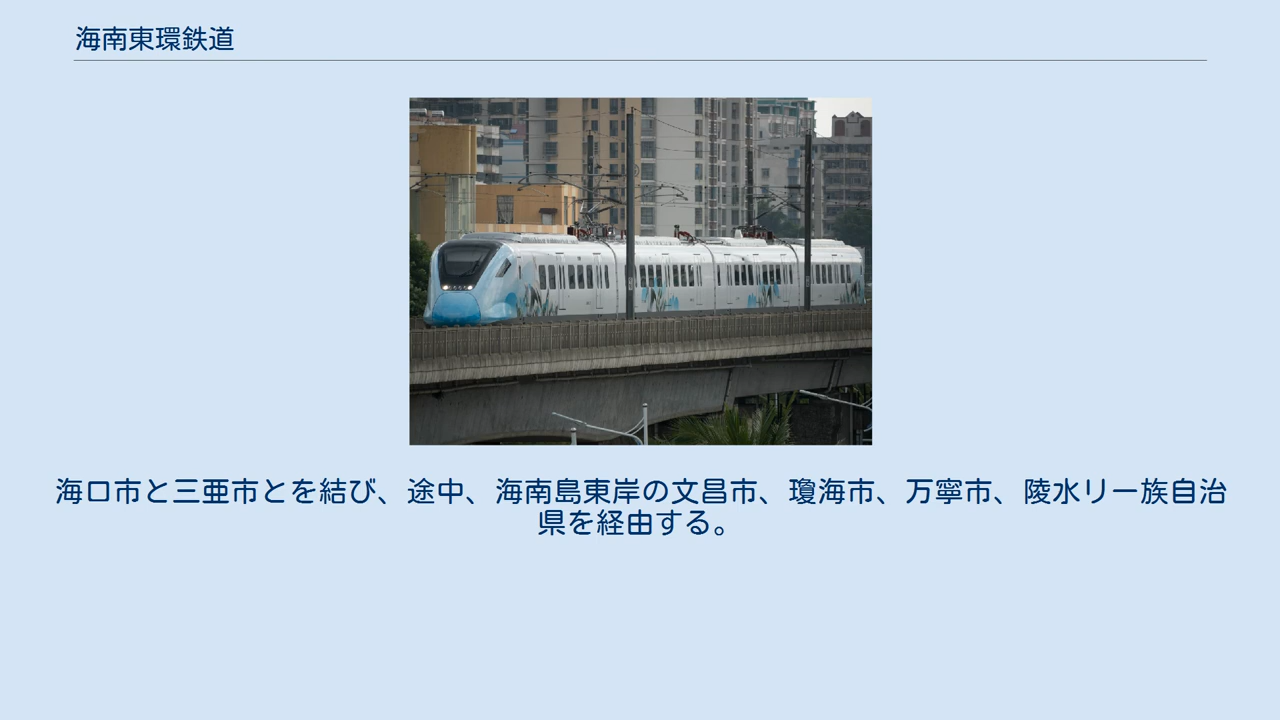 海南東環鉄道
海口市と三亜市とを結び、途中、海南島東岸の文昌市、瓊海市、万寧市、陵水リー族自治
県を経由する。